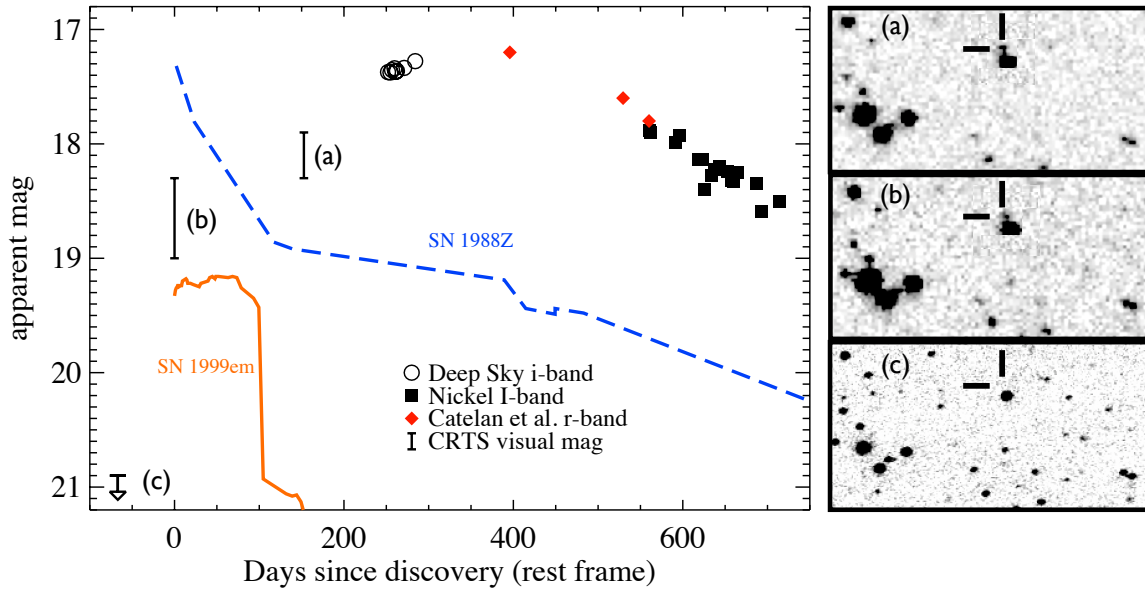 17
18
19
20
21
apparent mag
(a)
(b)
(c)
SN 1988Z
SN 1999em
Deep Sky i-band
Nickel I-band
Catelan et al. r-band
CRTS visual mag
0
200
400
600
Days since discovery (rest frame)
(a)
(b)
(c)